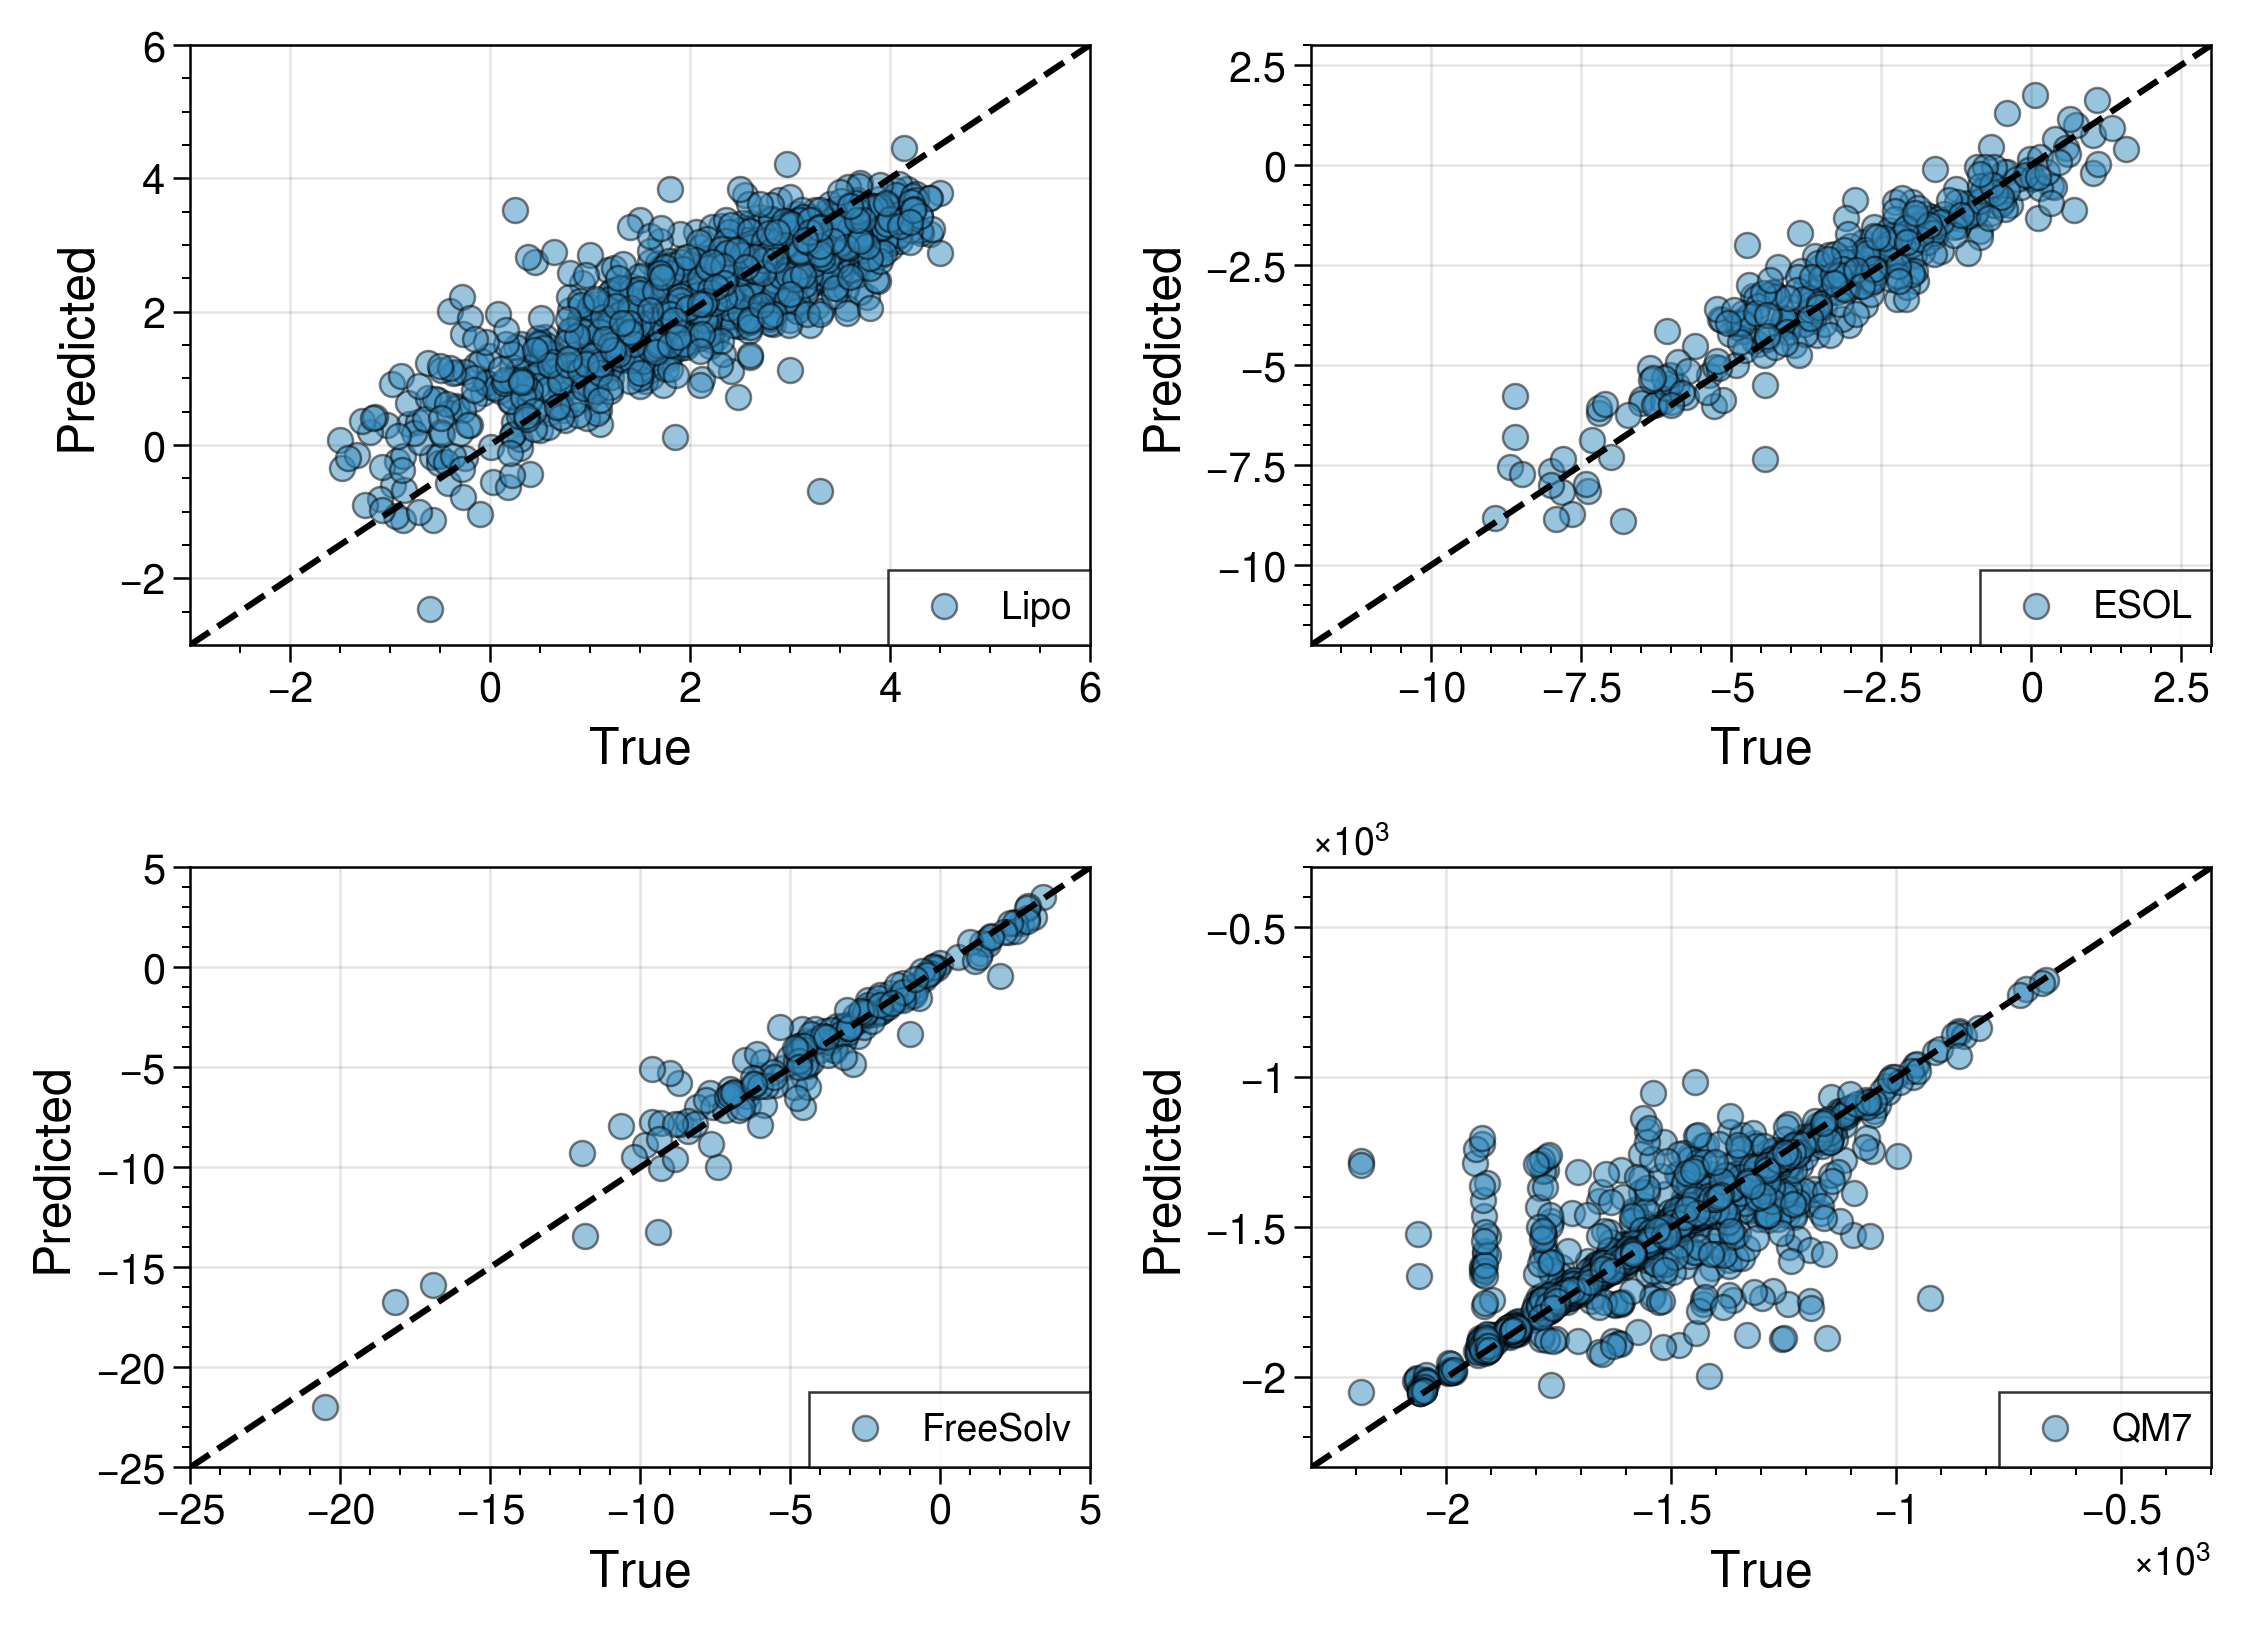 6
4
2
0
−2
Predicted
Lipo
−2 0 2 4 6
True
2.5
0
−2.5
−5
−7.5
−10
Predicted
ESOL
−10 −7.5 −5 −2.5 0 2.5
True
5
0
−5
−10
−15
−20
−25
Predicted
FreeSolv
−25 −20 −15 −10 −5 0 5
True
×10³
−0.5
−1
−1.5
−2
Predicted
QM7
−2 −1.5 −1 −0.5
True
×10³